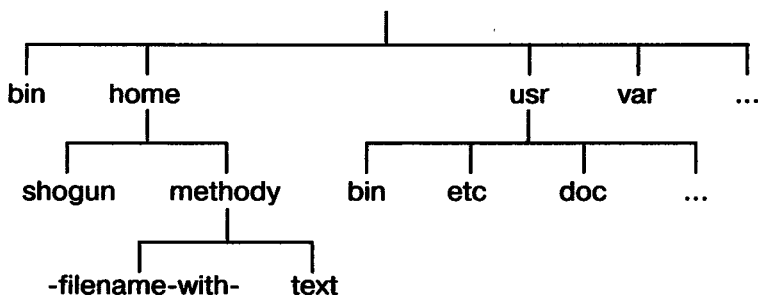 bin home usr var ...
shogun methody bin etc doc ...
-filename-with- text